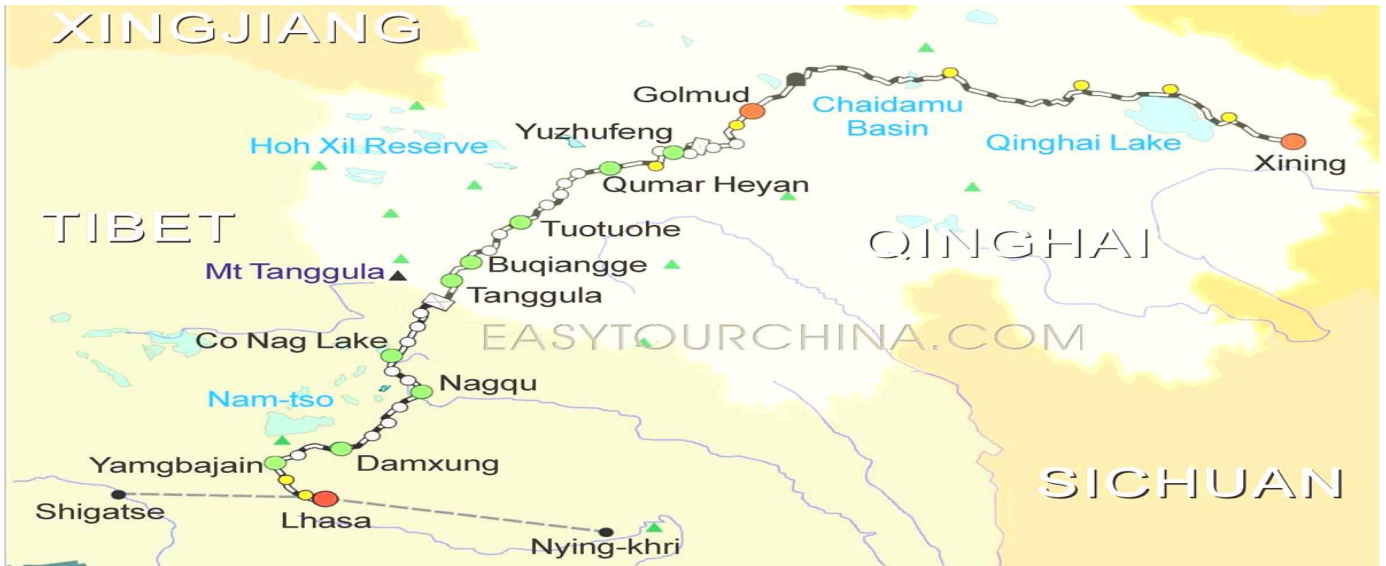 XINGJIANG
Golmud
Chaidamu
Basin
Yuzhufeng
Hoh Xil Reserve
Qinghai Lake
Xining
Qumar Heyan
TIBET
Tuotuohe
QINGHAI
Buqiangge
Mt Tanggula
Tanggula
EASYTOURCHINA.COM
Co Nag Lake
Nagqu
Nam-tso
Yamgbajain
Damxung
SICHUAN
Shigatse
Lhasa
Nying-khri